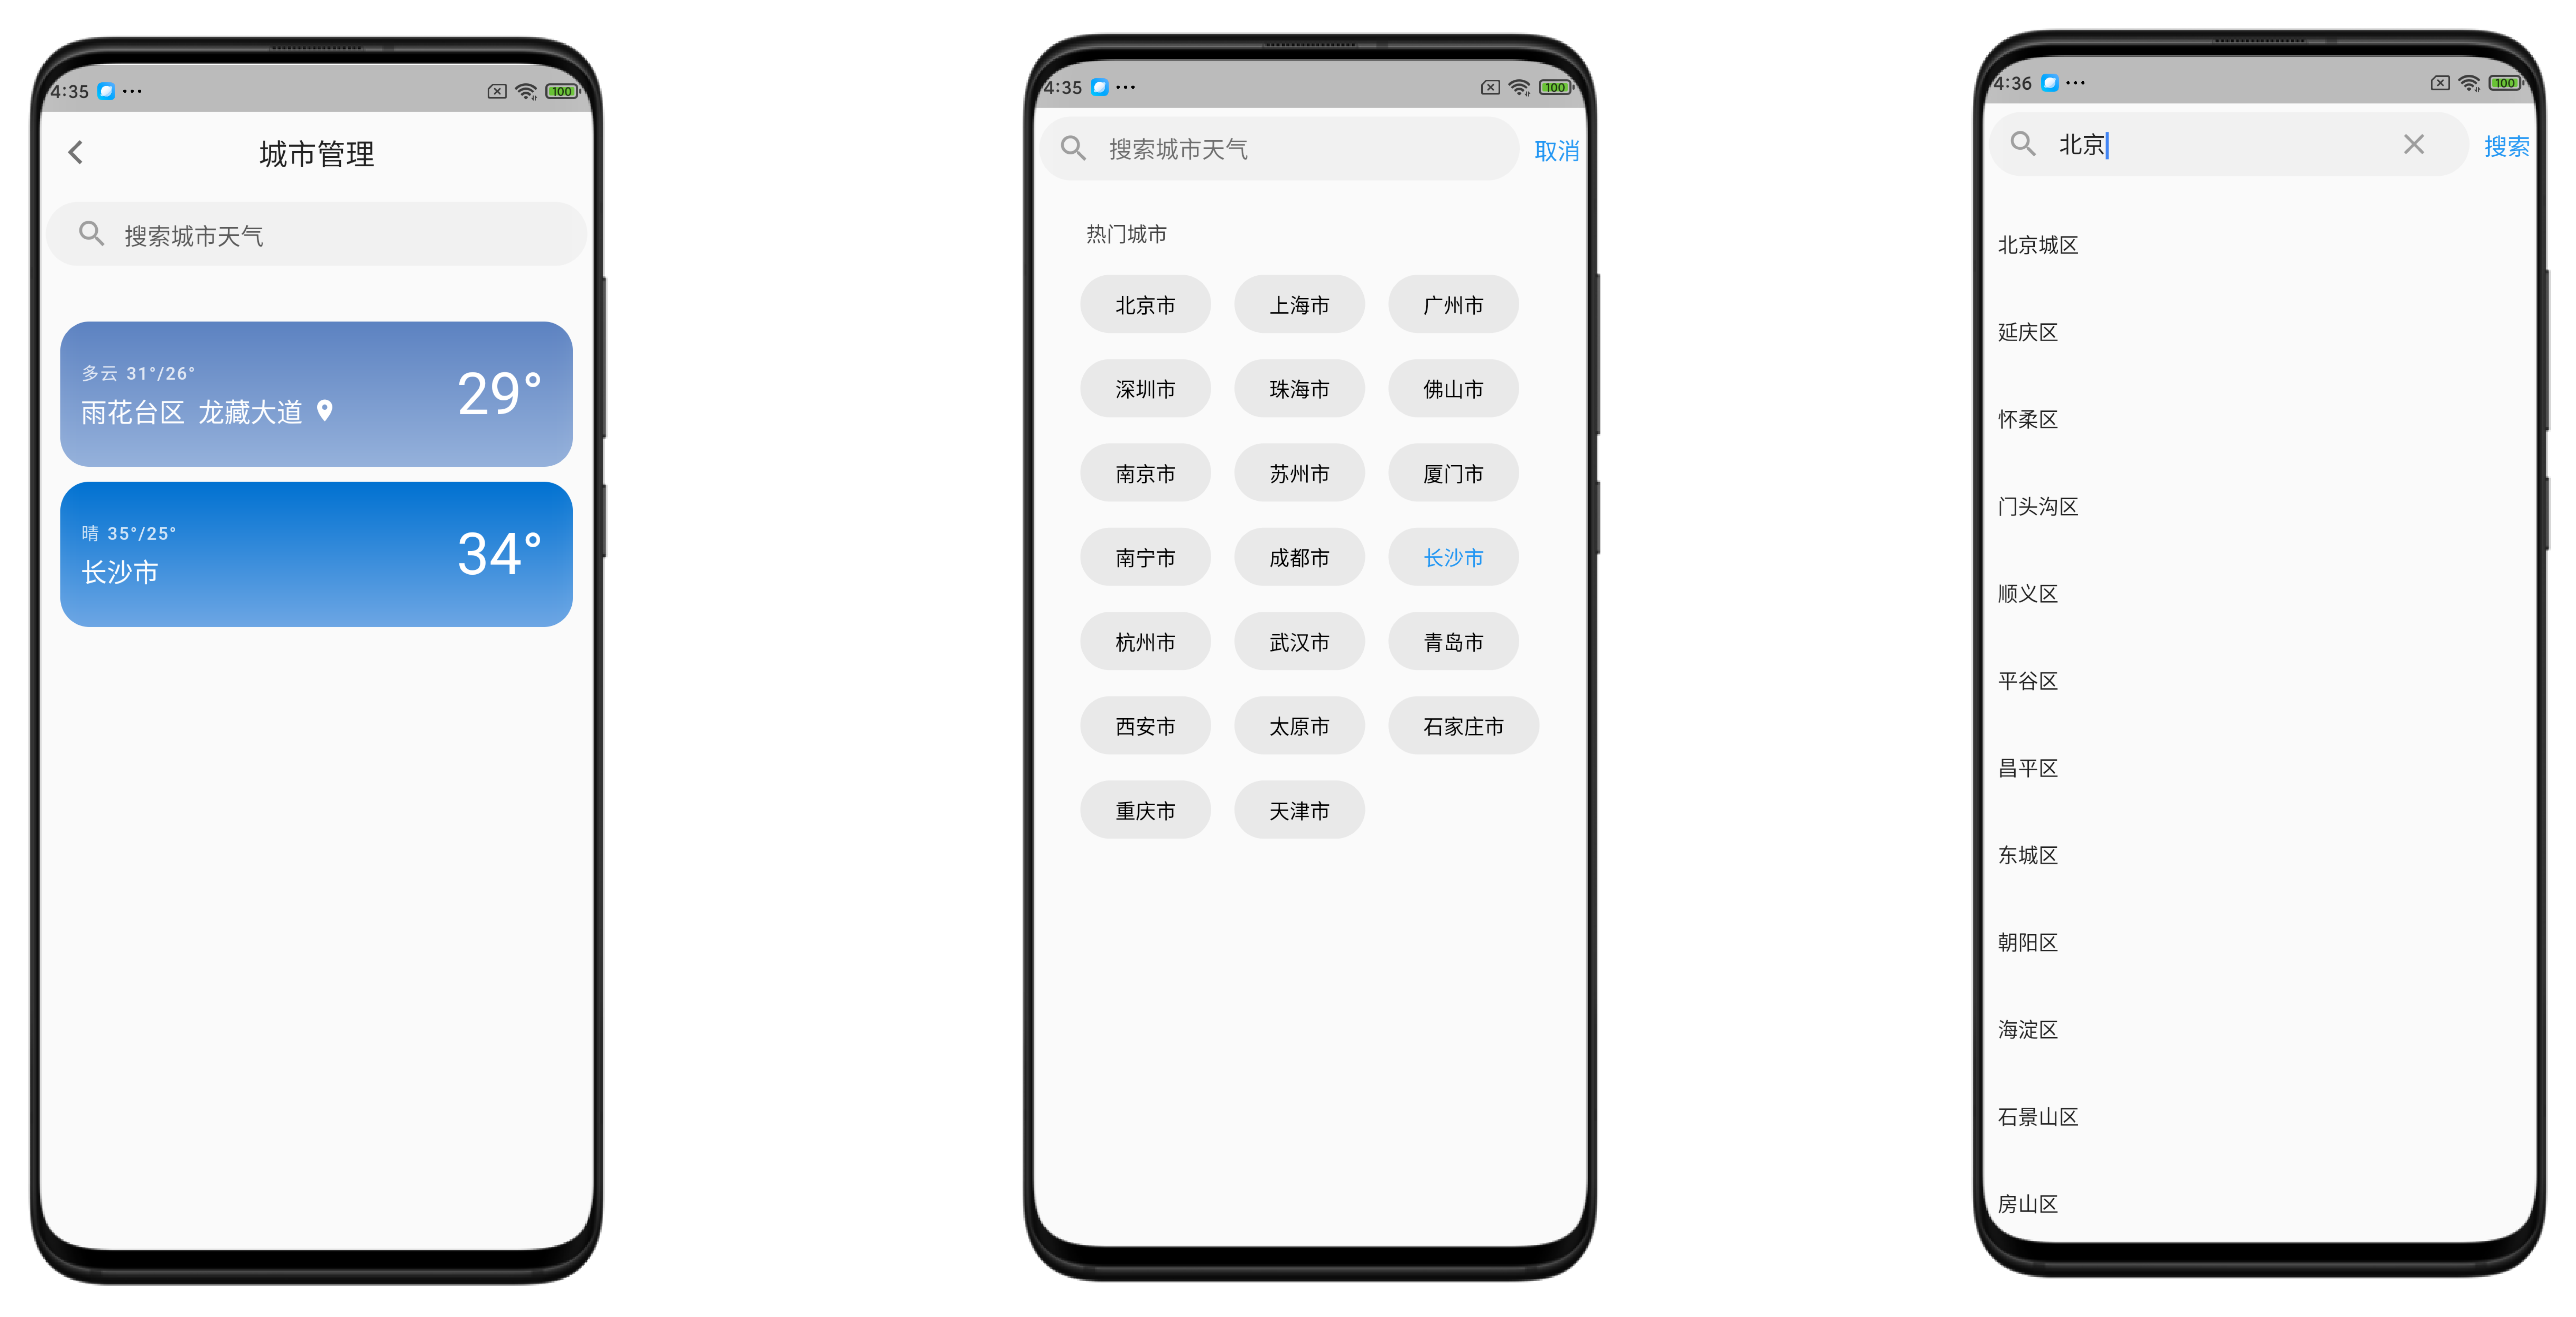 4:35
100
城市管理
搜索城市天气
多云 31°/26°
29°
雨花台区 龙藏大道
晴 35°/25°
34°
长沙市
4:35
100
搜索城市天气
取消
热门城市
北京市 上海市 广州市
深圳市 珠海市 佛山市
南京市 苏州市 厦门市
南宁市 成都市 长沙市
杭州市 武汉市 青岛市
西安市 太原市 石家庄市
重庆市 天津市
4:36
100
北京
搜索
北京城区
延庆区
怀柔区
门头沟区
顺义区
平谷区
昌平区
东城区
朝阳区
海淀区
石景山区
房山区